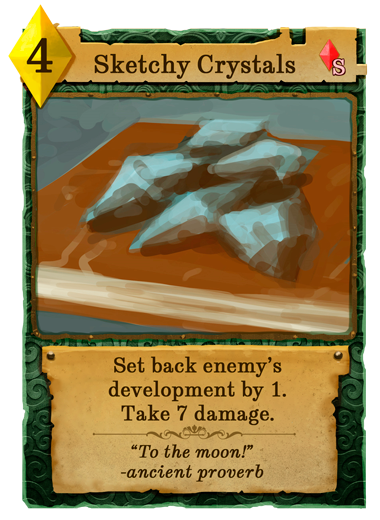 4
Sketchy Crystals
S
Set back enemy's
development by 1.
Take 7 damage.
“To the moon!”
-ancient proverb